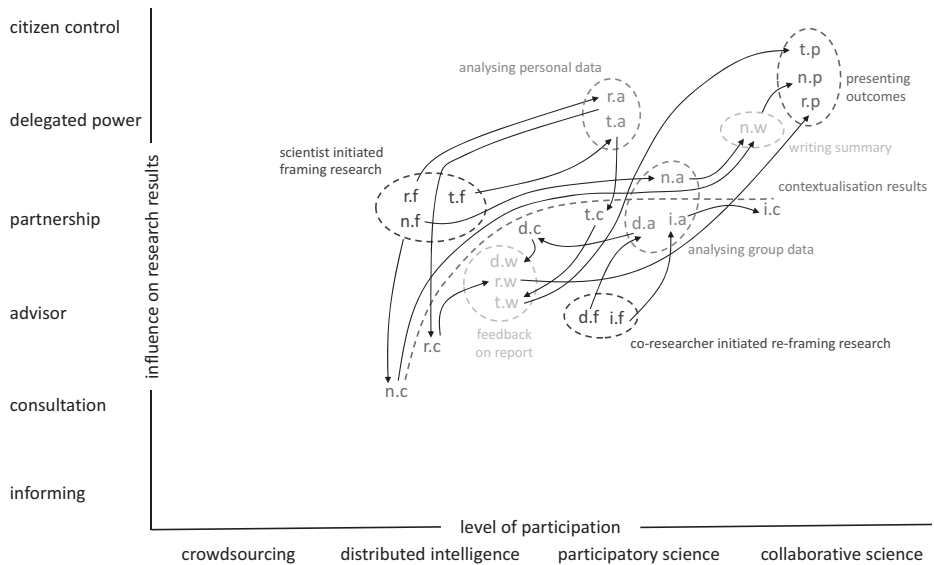 citizen control
delegated power
partnership
advisor
consultation
informing
influence on research results
analysing personal data
r.a
t.a
t.p
n.p
r.p
presenting
outcomes
n.w
writing summary
scientist initiated
framing research
r.f
t.f
n.f
n.a
contextualisation results
t.c
d.a
i.a
i.c
d.c
analysing group data
d.w
r.w
t.w
feedback
on report
d.f
i.f
co-researcher initiated re-framing research
r.c
n.c
level of participation
crowdsourcing
distributed intelligence
participatory science
collaborative science